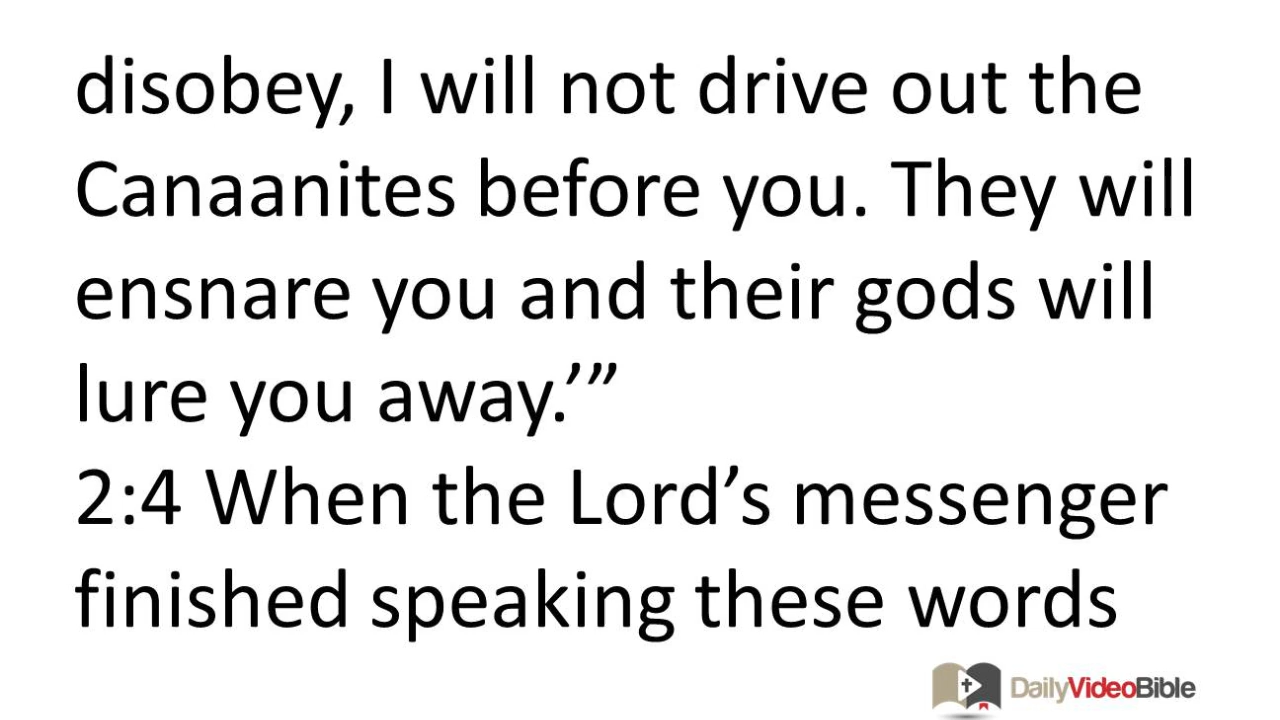 disobey, I will not drive out the
Canaanites before you. They will
ensnare you and their gods will
lure you away.’”
2:4 When the Lord’s messenger
finished speaking these words
DailyVideoBible